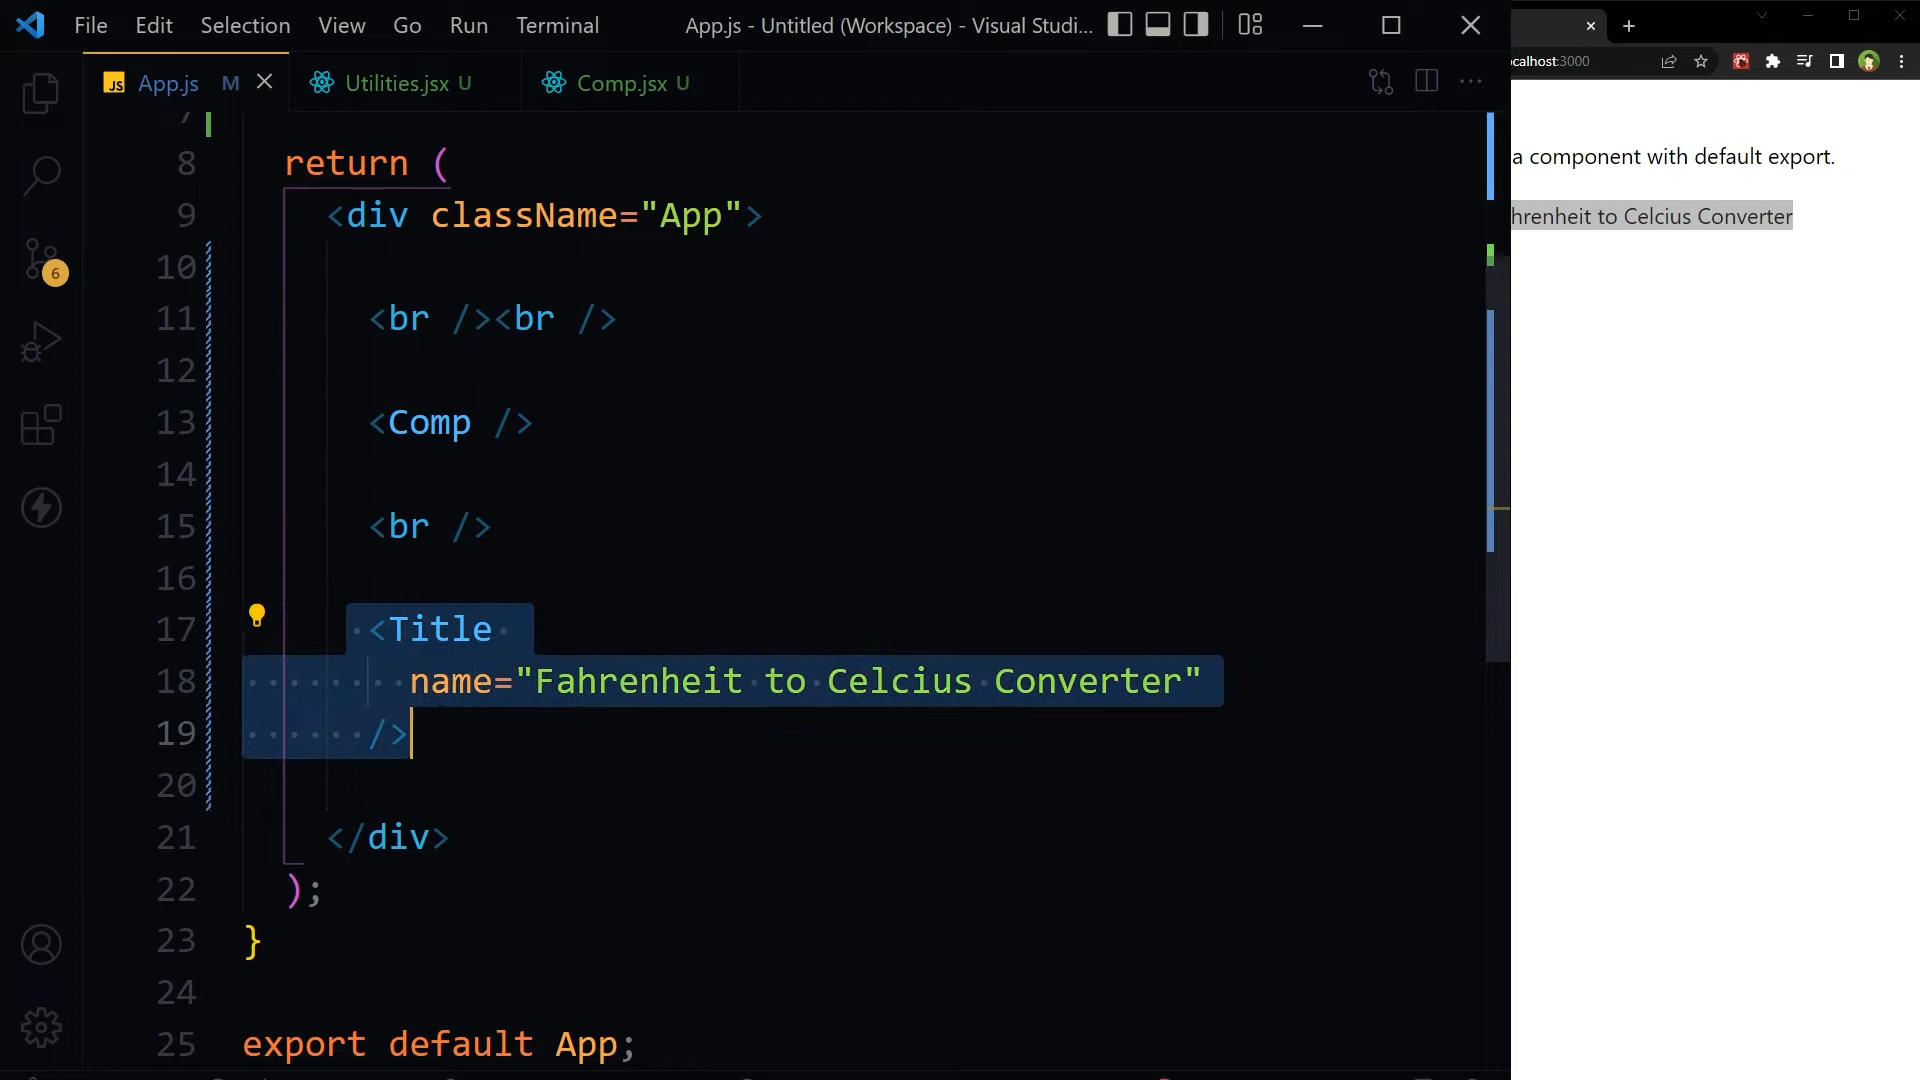 File Edit Selection View Go Run Terminal App.js - Untitled (Workspace) - Visual Studi...
App.js M Utilities.jsx U Comp.jsx U
ocalhost:3000
7
8 return (
9 <div className="App">
10
11 <br /><br />
12
13 <Comp />
14
15 <br />
16
17 <Title
18 name="Fahrenheit to Celcius Converter"
19 />
20
21 </div>
22 );
23 }
24
25 export default App;
6
a component with default export.
hrenheit to Celcius Converter